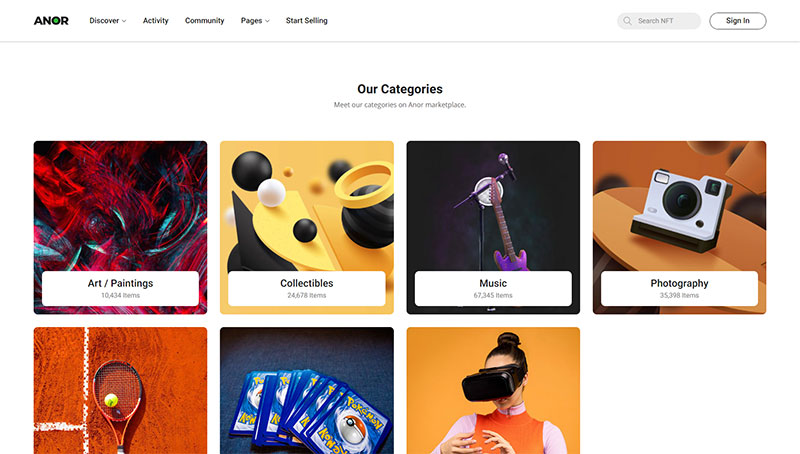 ANOR Discover Activity Community Pages Start Selling Search NFT Sign In
Our Categories
Meet our categories on Anor marketplace.
Art / Paintings
10,434 Items
Collectibles
24,678 Items
Music
67,345 Items
Photography
35,398 Items
POKéMON